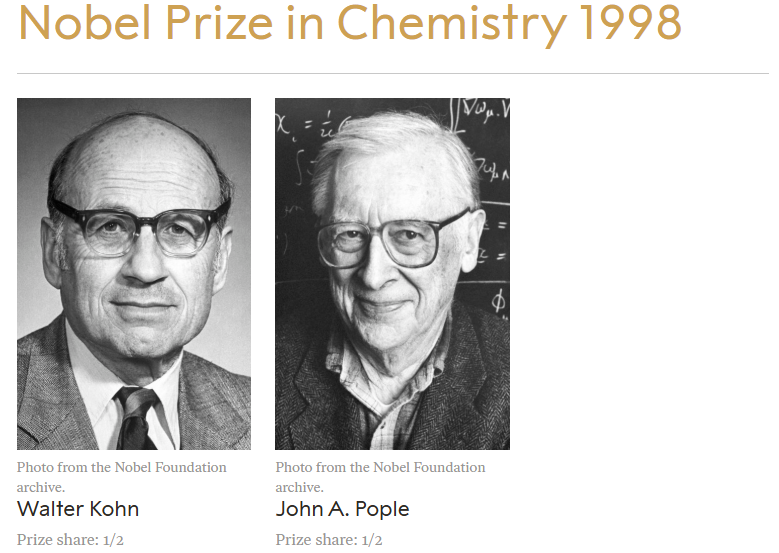 Nobel Prize in Chemistry 1998
Photo from the Nobel Foundation
archive.
Walter Kohn
Prize share: 1/2
Photo from the Nobel Foundation
archive.
John A. Pople
Prize share: 1/2